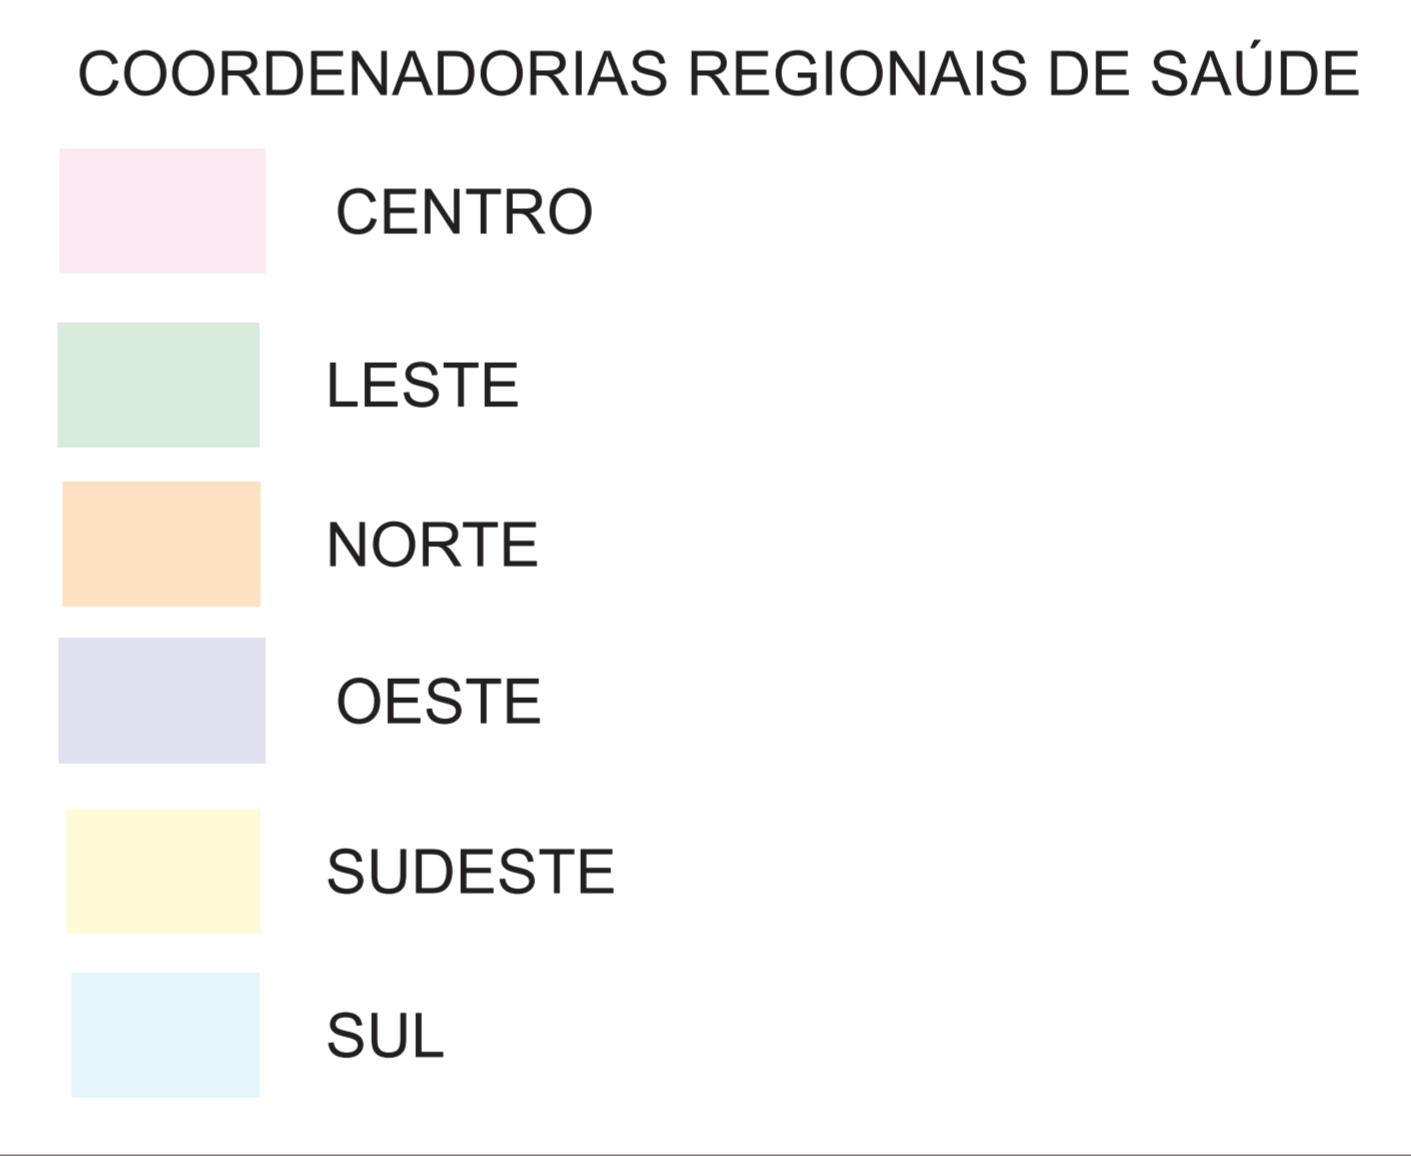 COORDENADORIAS REGIONAIS DE SAÚDE
CENTRO
LESTE
NORTE
OESTE
SUDESTE
SUL